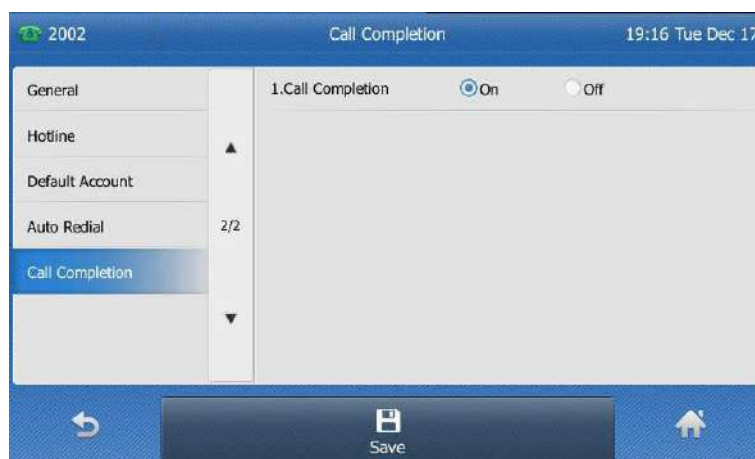 2002 Call Completion 19:16 Tue Dec 17
General
1.Call Completion On Off
Hotline
Default Account
Auto Redial
2/2
Call Completion
Save